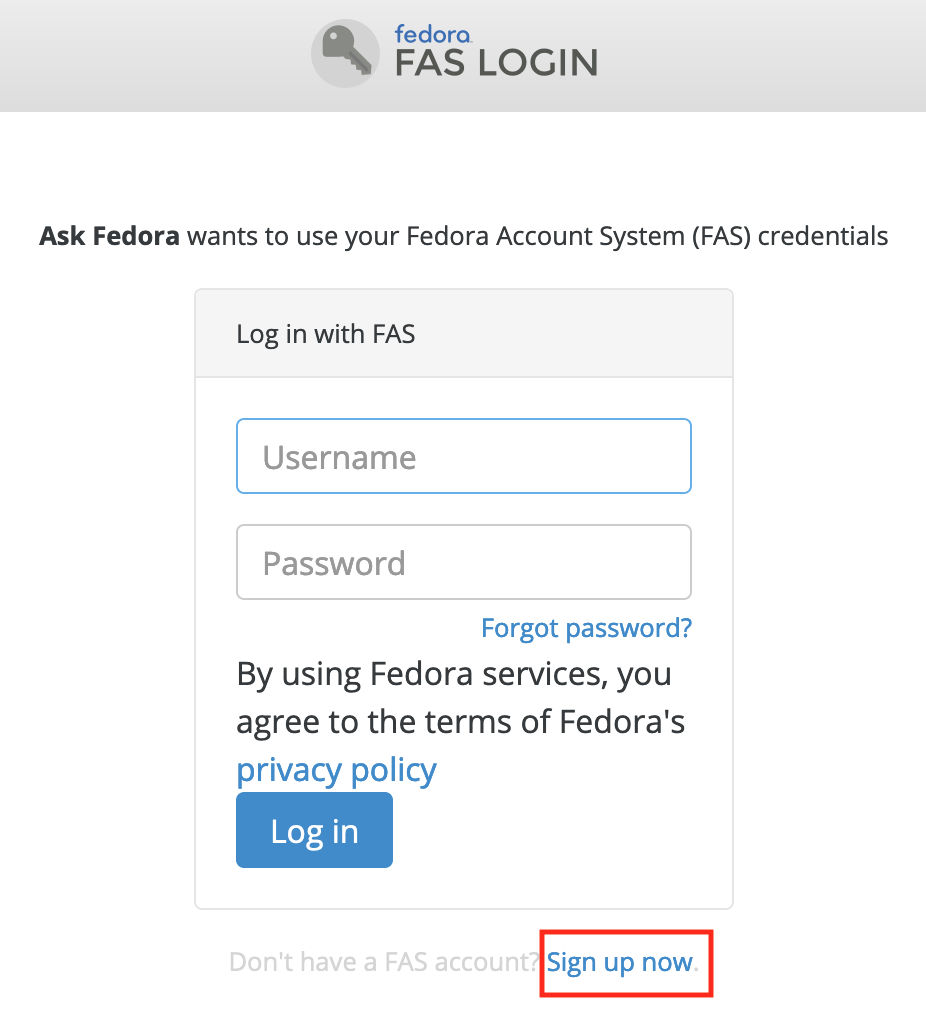 fedora
FAS LOGIN
Ask Fedora wants to use your Fedora Account System (FAS) credentials
Log in with FAS
Username
Password
Forgot password?
By using Fedora services, you
agree to the terms of Fedora's
privacy policy
Log in
Don't have a FAS account? Sign up now.